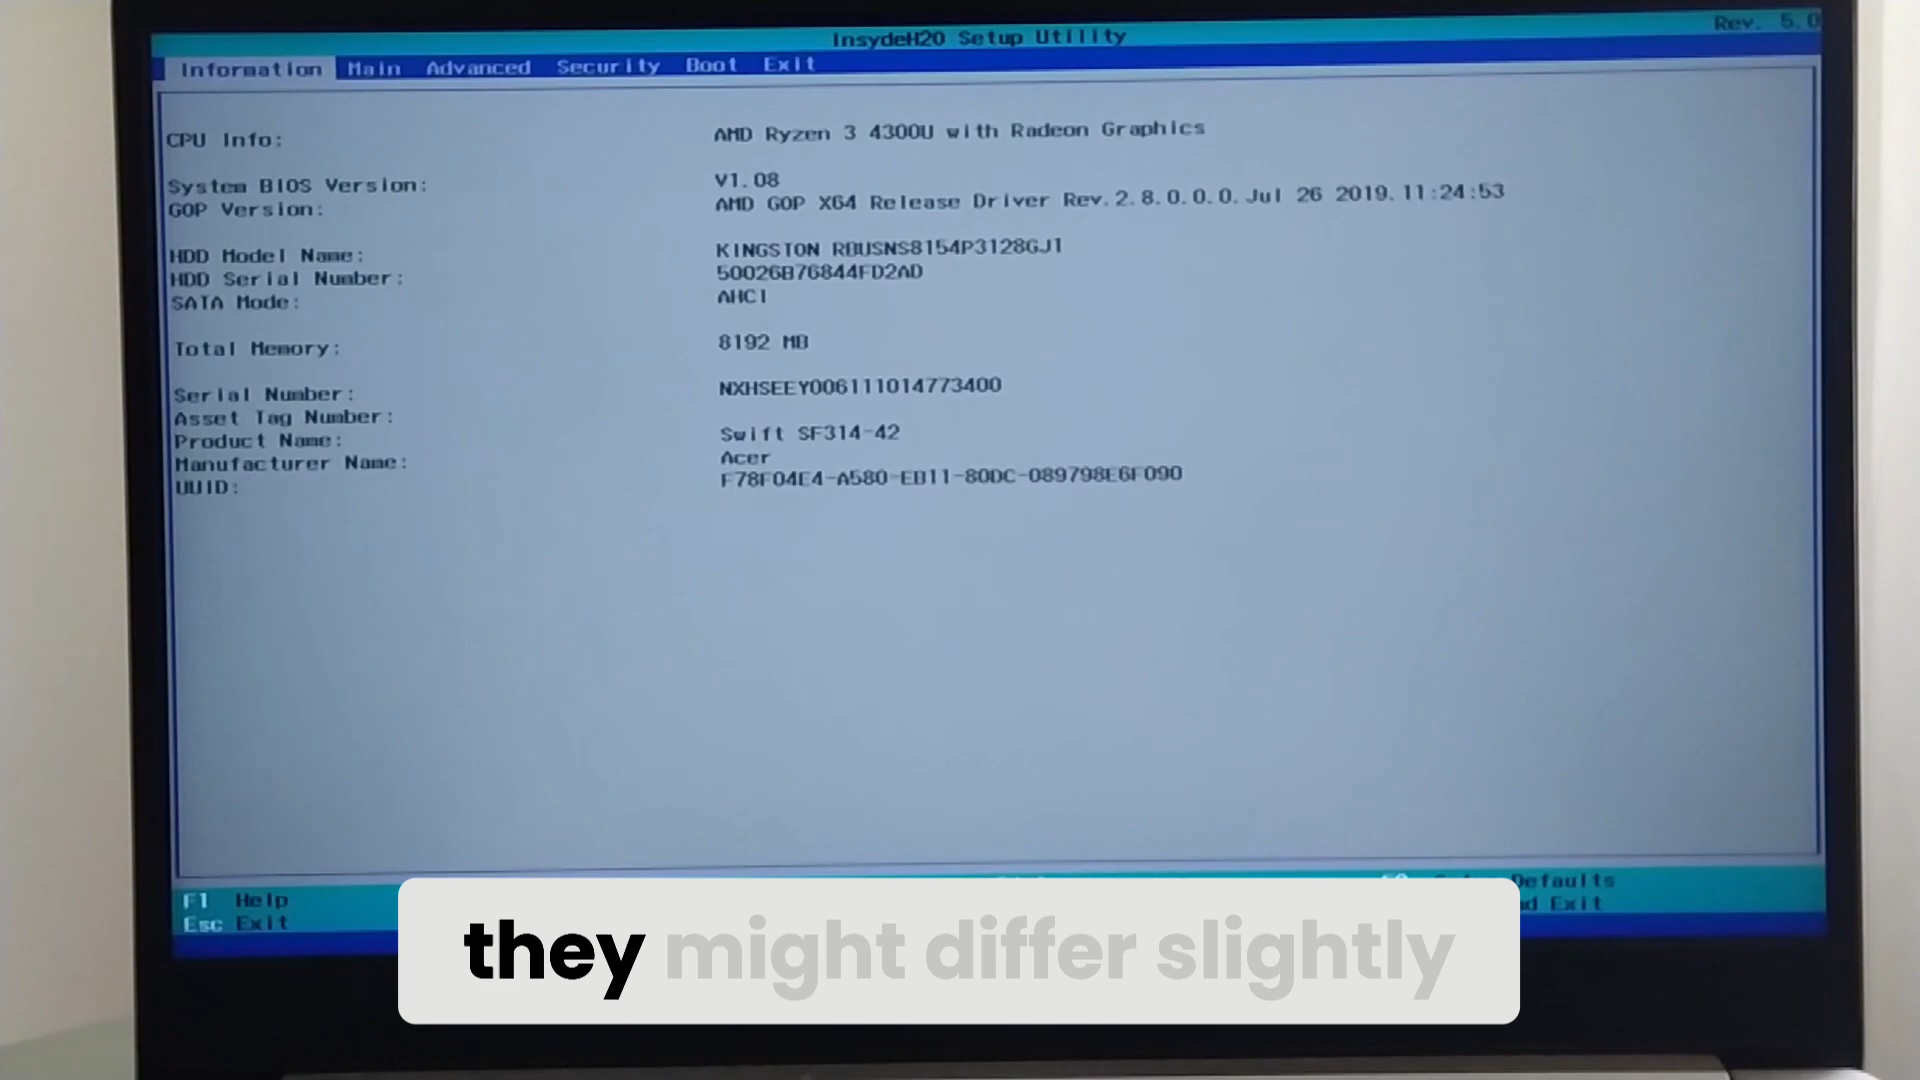 InsydeH20 Setup Utility
Rev. 5.0
Information Main Advanced Security Boot Exit
CPU Info: AMD Ryzen 3 4300U with Radeon Graphics
System BIOS Version: V1.08
GOP Version: AMD GOP X64 Release Driver Rev.2.8.0.0.0.Jul 26 2019.11:24:53
HDD Model Name: KINGSTON RBUSNS8154P3128GJ1
HDD Serial Number: 50026B76844FD2AD
SATA Mode: AHCI
Total Memory: 8192 MB
Serial Number: NXHSEEY006111014773400
Asset Tag Number:
Product Name: Swift SF314-42
Manufacturer Name: Acer
UUID: F78F04E4-A580-EB11-80DC-089798E6F090
F1 Help Defaults
Esc Exit Exit
they might differ slightly